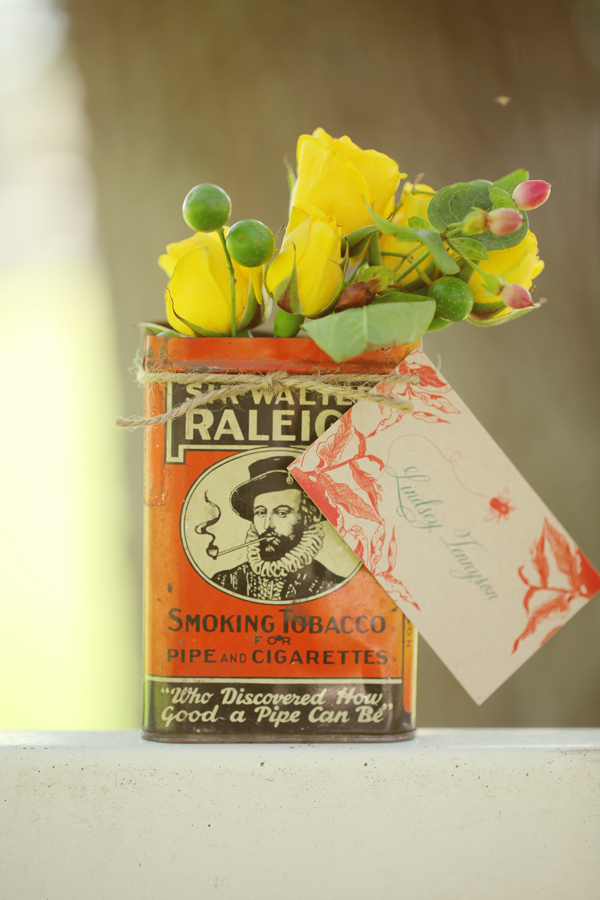 SIR WALTE
RALEIG
SMOKING TOBACCO
FOR
PIPE AND CIGARETTES
"Who Discovered How
Good a Pipe Can Be"
Lindsey Tennyson